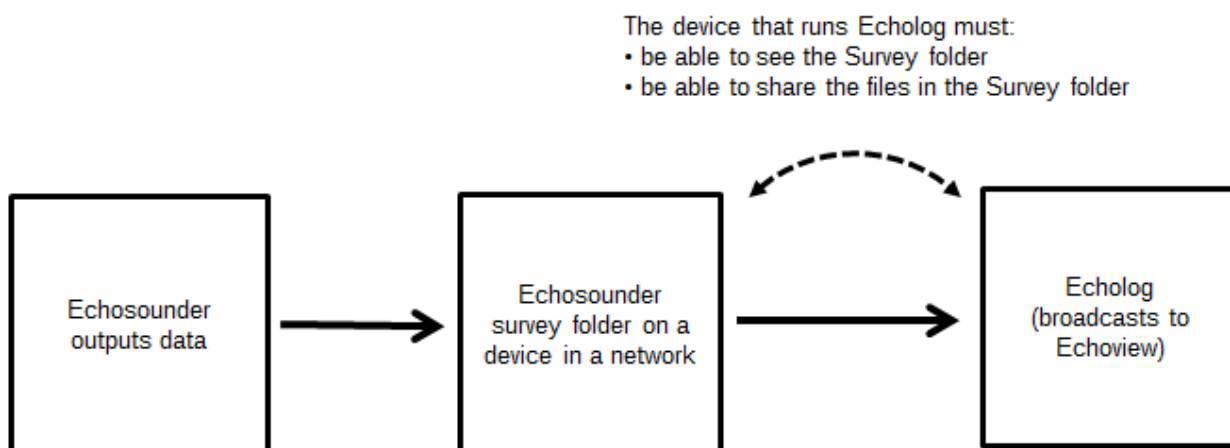 The device that runs Echolog must:
• be able to see the Survey folder
• be able to share the files in the Survey folder
Echosounder
outputs data
Echosounder
survey folder on a
device in a network
Echolog
(broadcasts to
Echoview)